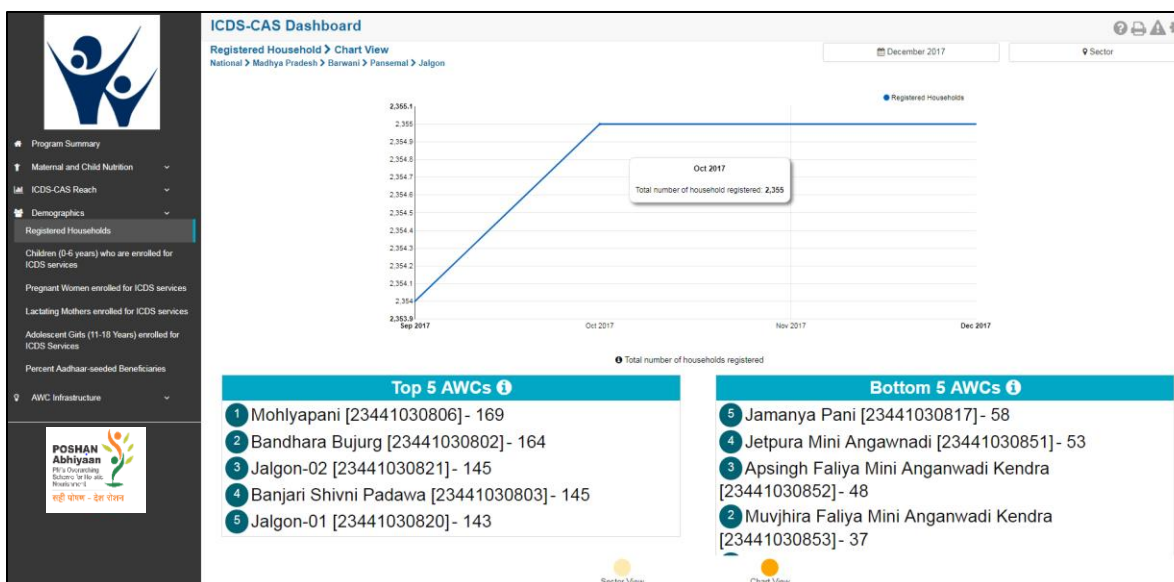 ICDS-CAS Dashboard
Registered Household > Chart View
National > Madhya Pradesh > Barwani > Pansemal > Jalgon
December 2017
Sector
Program Summary
Maternal and Child Nutrition
ICDS-CAS Reach
Demographics
Registered Households
Children (0-6 years) who are enrolled for
ICDS services
Pregnant Women enrolled for ICDS services
Lactating Mothers enrolled for ICDS services
Adolescent Girls (11-18 Years) enrolled for
ICDS Services
Percent Aadhaar-seeded Beneficiaries
AWC Infrastructure
POSHAN
Abhiyaan
PM's Overarching
सही पोषण - देश रोशन
Registered Households
2,355.1
2,355
2,354.9
2,354.8
2,354.7
2,354.6
2,354.5
2,354.4
2,354.3
2,354.2
2,354.1
2,354
2,353.9
Oct 2017
Total number of household registered: 2,355
Sep 2017
Oct 2017
Nov 2017
Dec 2017
Total number of households registered
Top 5 AWCs
1 Mohlyapani [23441030806]- 169
2 Bandhara Bujurg [23441030802]- 164
3 Jalgon-02 [23441030821]- 145
4 Banjari Shivni Padawa [23441030803]- 145
5 Jalgon-01 [23441030820]- 143
Bottom 5 AWCs
5 Jamanya Pani [23441030817]- 58
4 Jetpura Mini Angawnadi [23441030851]- 53
3 Apsingh Faliya Mini Anganwadi Kendra
[23441030852]- 48
2 Muvjhira Faliya Mini Anganwadi Kendra
[23441030853]- 37
Sector View
Chart View